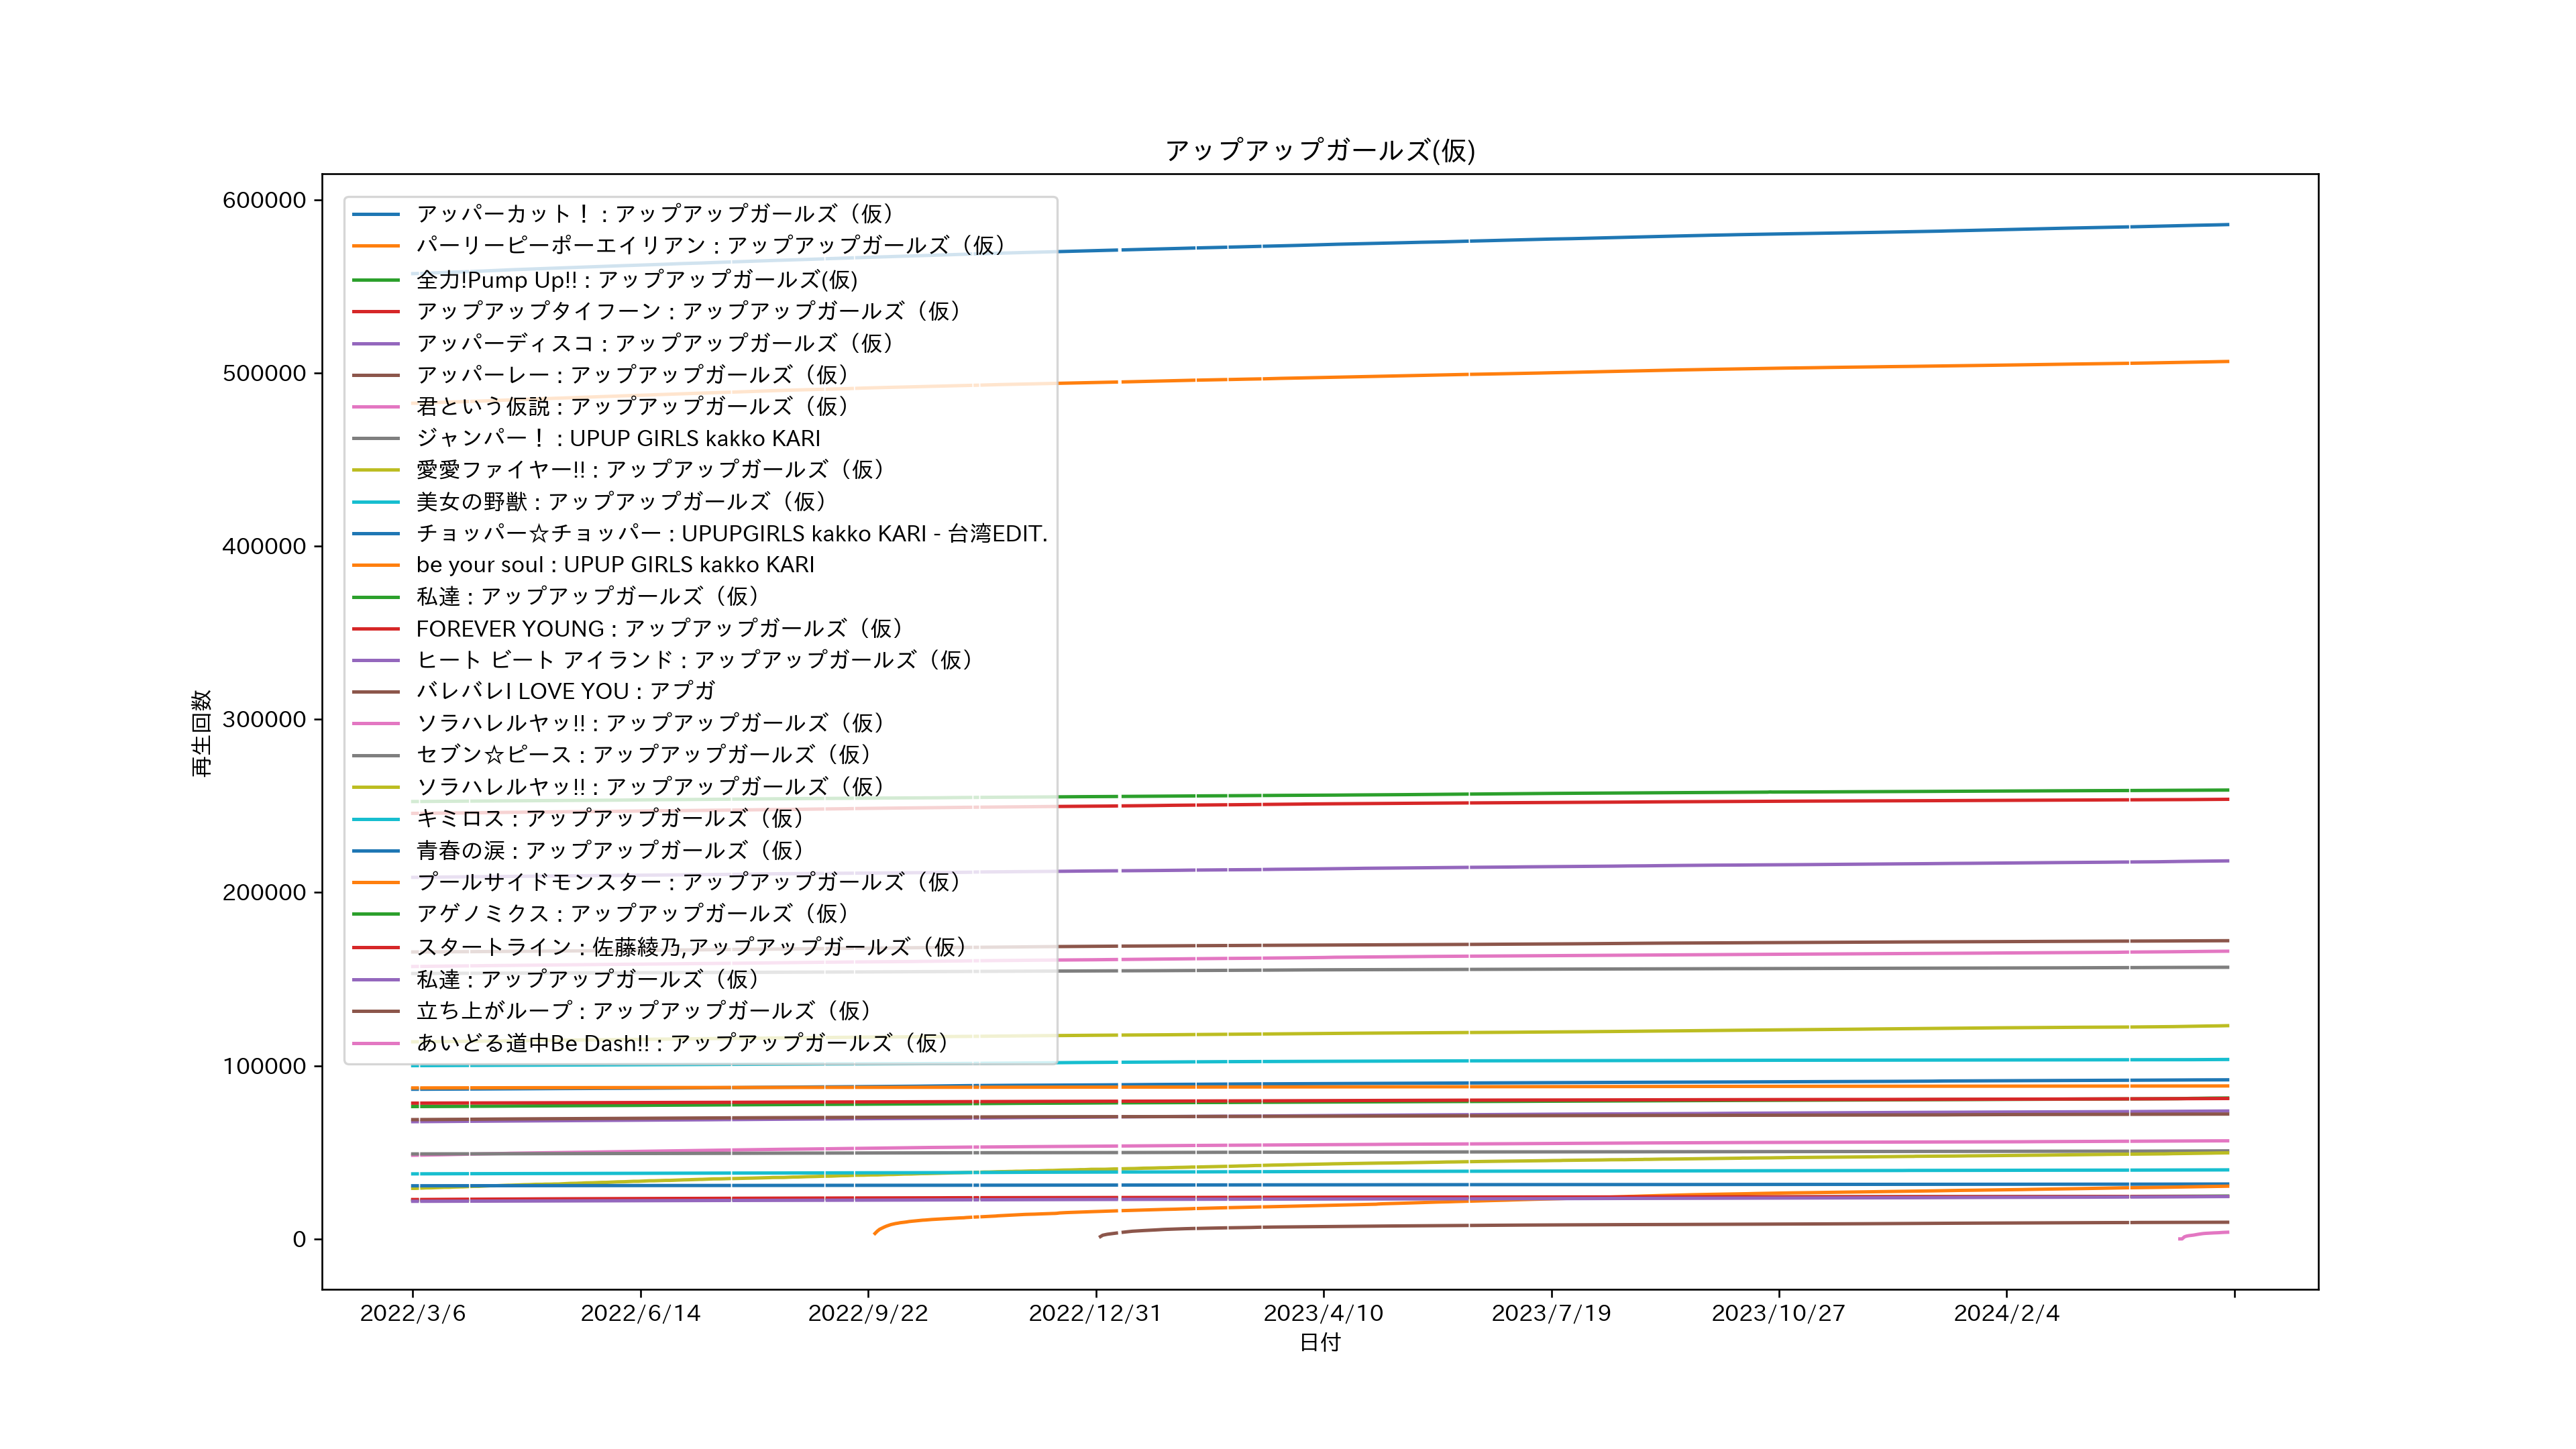 アップアップガールズ(仮)
600000
500000
400000
300000
200000
100000
0
再生回数
アッパーカット！ : アップアップガールズ（仮）
パーリーピーポーエイリアン : アップアップガールズ（仮）
全力!Pump Up!! : アップアップガールズ(仮)
アップアップタイフーン : アップアップガールズ（仮）
アッパーディスコ : アップアップガールズ（仮）
アッパーレー : アップアップガールズ（仮）
君という仮説 : アップアップガールズ（仮）
ジャンパー！ : UPUP GIRLS kakko KARI
愛愛ファイヤー!! : アップアップガールズ（仮）
美女の野獣 : アップアップガールズ（仮）
チョッパー☆チョッパー : UPUPGIRLS kakko KARI - 台湾EDIT.
be your soul : UPUP GIRLS kakko KARI
私達 : アップアップガールズ（仮）
FOREVER YOUNG : アップアップガールズ（仮）
ヒート ビート アイランド : アップアップガールズ（仮）
バレバレI LOVE YOU : アプガ
ソラハレルヤッ!! : アップアップガールズ（仮）
セブン☆ピース : アップアップガールズ（仮）
ソラハレルヤッ!! : アップアップガールズ（仮）
キミロス : アップアップガールズ（仮）
青春の涙 : アップアップガールズ（仮）
プールサイドモンスター : アップアップガールズ（仮）
アゲノミクス : アップアップガールズ（仮）
スタートライン : 佐藤綾乃,アップアップガールズ（仮）
私達 : アップアップガールズ（仮）
立ち上がループ : アップアップガールズ（仮）
あいどる道中Be Dash!! : アップアップガールズ（仮）
2022/3/6
2022/6/14
2022/9/22
2022/12/31
2023/4/10
2023/7/19
2023/10/27
2024/2/4
日付